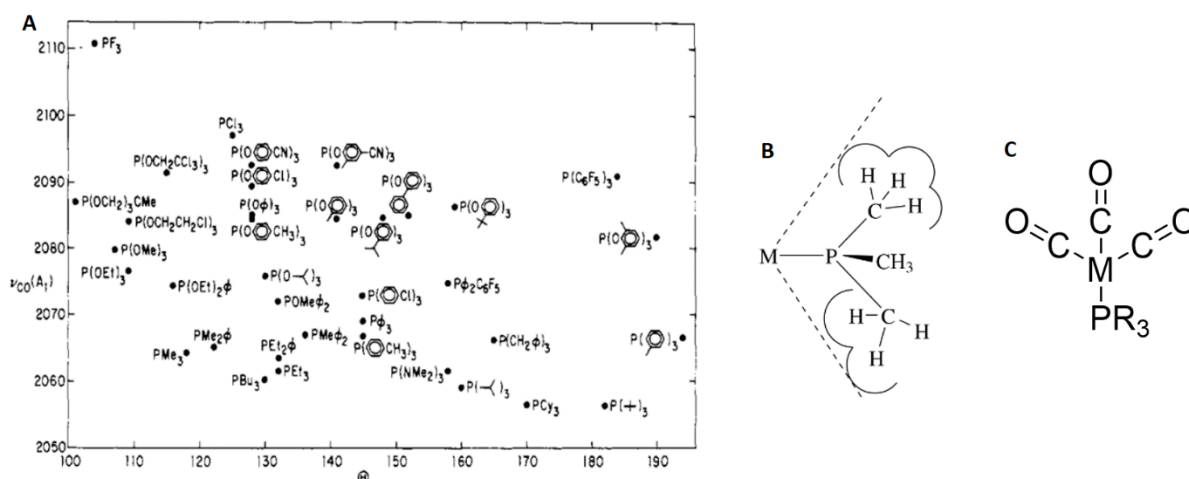 A
2110
2100
2090
2080
2070
2060
2050
νCO(A₁)
100 110 120 130 140 150 160 170 180 190
Θ
PF₃
PCl₃
P(OCH₂CCl₃)₃
P(O CN)₃
P(O CN)₃
P(O Cl)₃
P(O )₃
P(C₆F₅)₃
P(OCH₂)₃CMe
P(OCH₂CH₂Cl)₃
P(Oϕ)₃
P(O )₃
P(O )₃
P(O CH₃)₃
P(O )₃
P(O )₃
P(OMe)₃
P(OEt)₃
P(OEt)₂ϕ
P(O )₃
POMeϕ₂
P( Cl)₃
Pϕ₂C₆F₅
Pϕ₃
PMe₃
PMe₂ϕ
PEt₂ϕ
PMeϕ₂
P( CH₃)₃
P(CH₂ϕ)₃
P( )₃
PBu₃
PEt₃
P(NMe₂)₃
P( )₃
PCy₃
P( )₃
B
H
H
C H
M P CH₃
C
H H
H
C
O
O C O
C C
M
PR₃